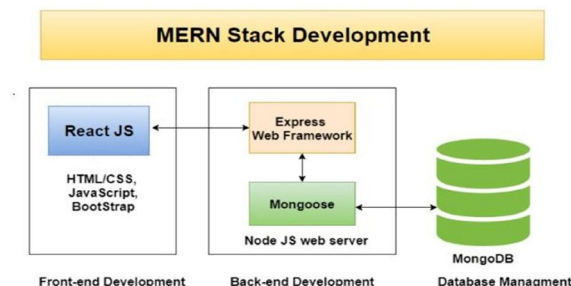 MERN Stack Development
React JS
HTML/CSS,
JavaScript,
BootStrap
Front-end Development
Express
Web Framework
Mongoose
Node JS web server
Back-end Development
MongoDB
Database Managment